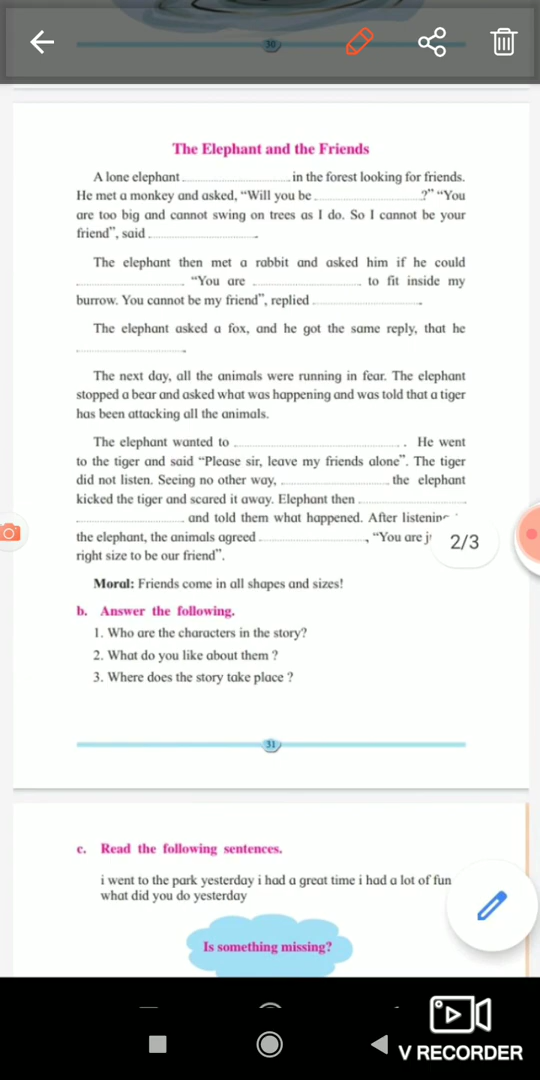 30
The Elephant and the Friends
A lone elephant ........................ in the forest looking for friends.
He met a monkey and asked, “Will you be ........................?” “You
are too big and cannot swing on trees as I do. So I cannot be your
friend”, said ........................
The elephant then met a rabbit and asked him if he could
......................... “You are ........................ to fit inside my
burrow. You cannot be my friend”, replied .........................
The elephant asked a fox, and he got the same reply, that he
.........................
The next day, all the animals were running in fear. The elephant
stopped a bear and asked what was happening and was told that a tiger
has been attacking all the animals.
The elephant wanted to .................................... . He went
to the tiger and said “Please sir, leave my friends alone”. The tiger
did not listen. Seeing no other way, ........................ the elephant
kicked the tiger and scared it away. Elephant then ........................
........................ and told them what happened. After listening
the elephant, the animals agreed ........................, “You are
2/3
right size to be our friend”.
Moral: Friends come in all shapes and sizes!
b. Answer the following.
1. Who are the characters in the story?
2. What do you like about them ?
3. Where does the story take place ?
31
c. Read the following sentences.
i went to the park yesterday i had a great time i had a lot of fun
what did you do yesterday
Is something missing?
V RECORDER